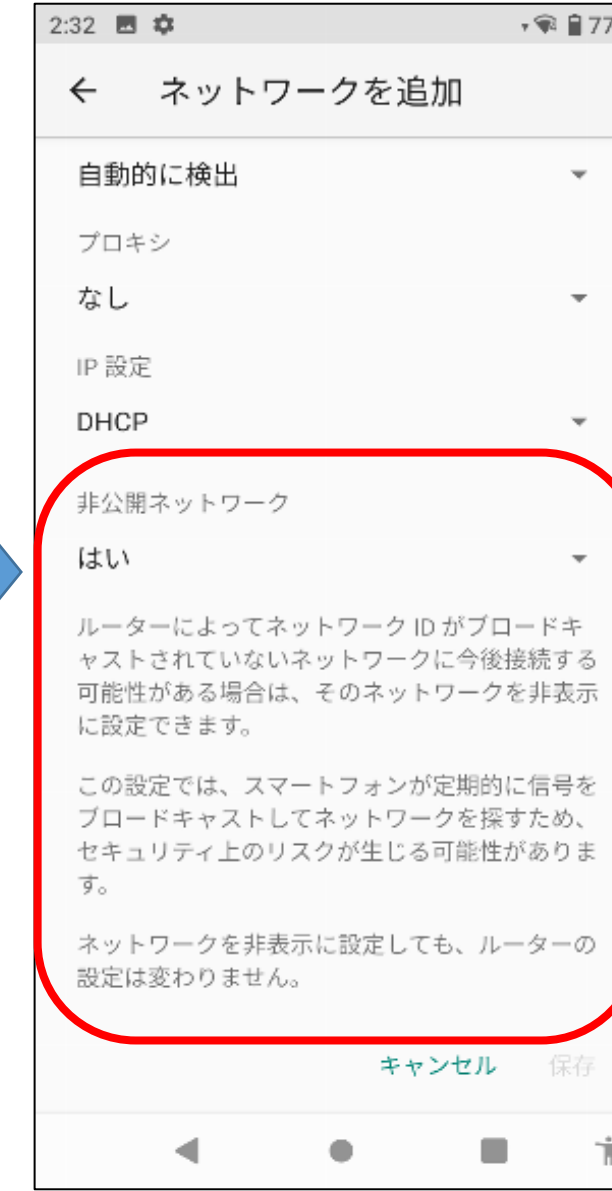 2:32 77
ネットワークを追加
自動的に検出
プロキシ
なし
IP 設定
DHCP
非公開ネットワーク
はい
ルーターによってネットワーク ID がブロードキ
ャストされていないネットワークに今後接続する
可能性がある場合は、そのネットワークを非表示
に設定できます。
この設定では、スマートフォンが定期的に信号を
ブロードキャストしてネットワークを探すため、
セキュリティ上のリスクが生じる可能性がありま
す。
ネットワークを非表示に設定しても、ルーターの
設定は変わりません。
キャンセル 保存